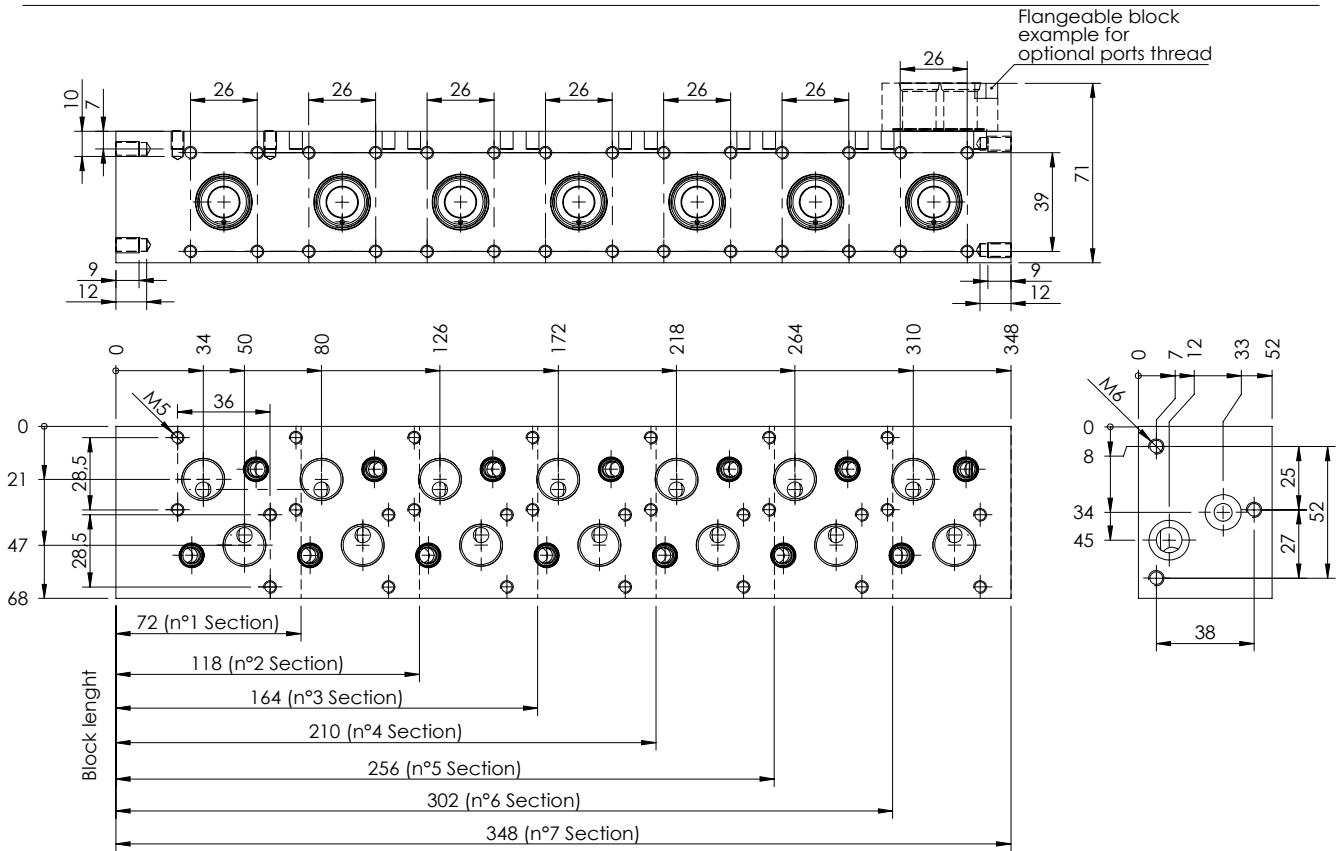 Flangeable block
example for
optional ports thread
26
26 26 26 26 26 26
10
7
71
39
9
12
9
12
0 34 50 80 126 172 218 264 310 348
M5
36
0
21
47
68
28,5
28,5
0 7 12 33 52
M6
0
8
34
45
25
27
52
38
72 (n°1 Section)
118 (n°2 Section)
164 (n°3 Section)
210 (n°4 Section)
256 (n°5 Section)
302 (n°6 Section)
348 (n°7 Section)
Block lenght